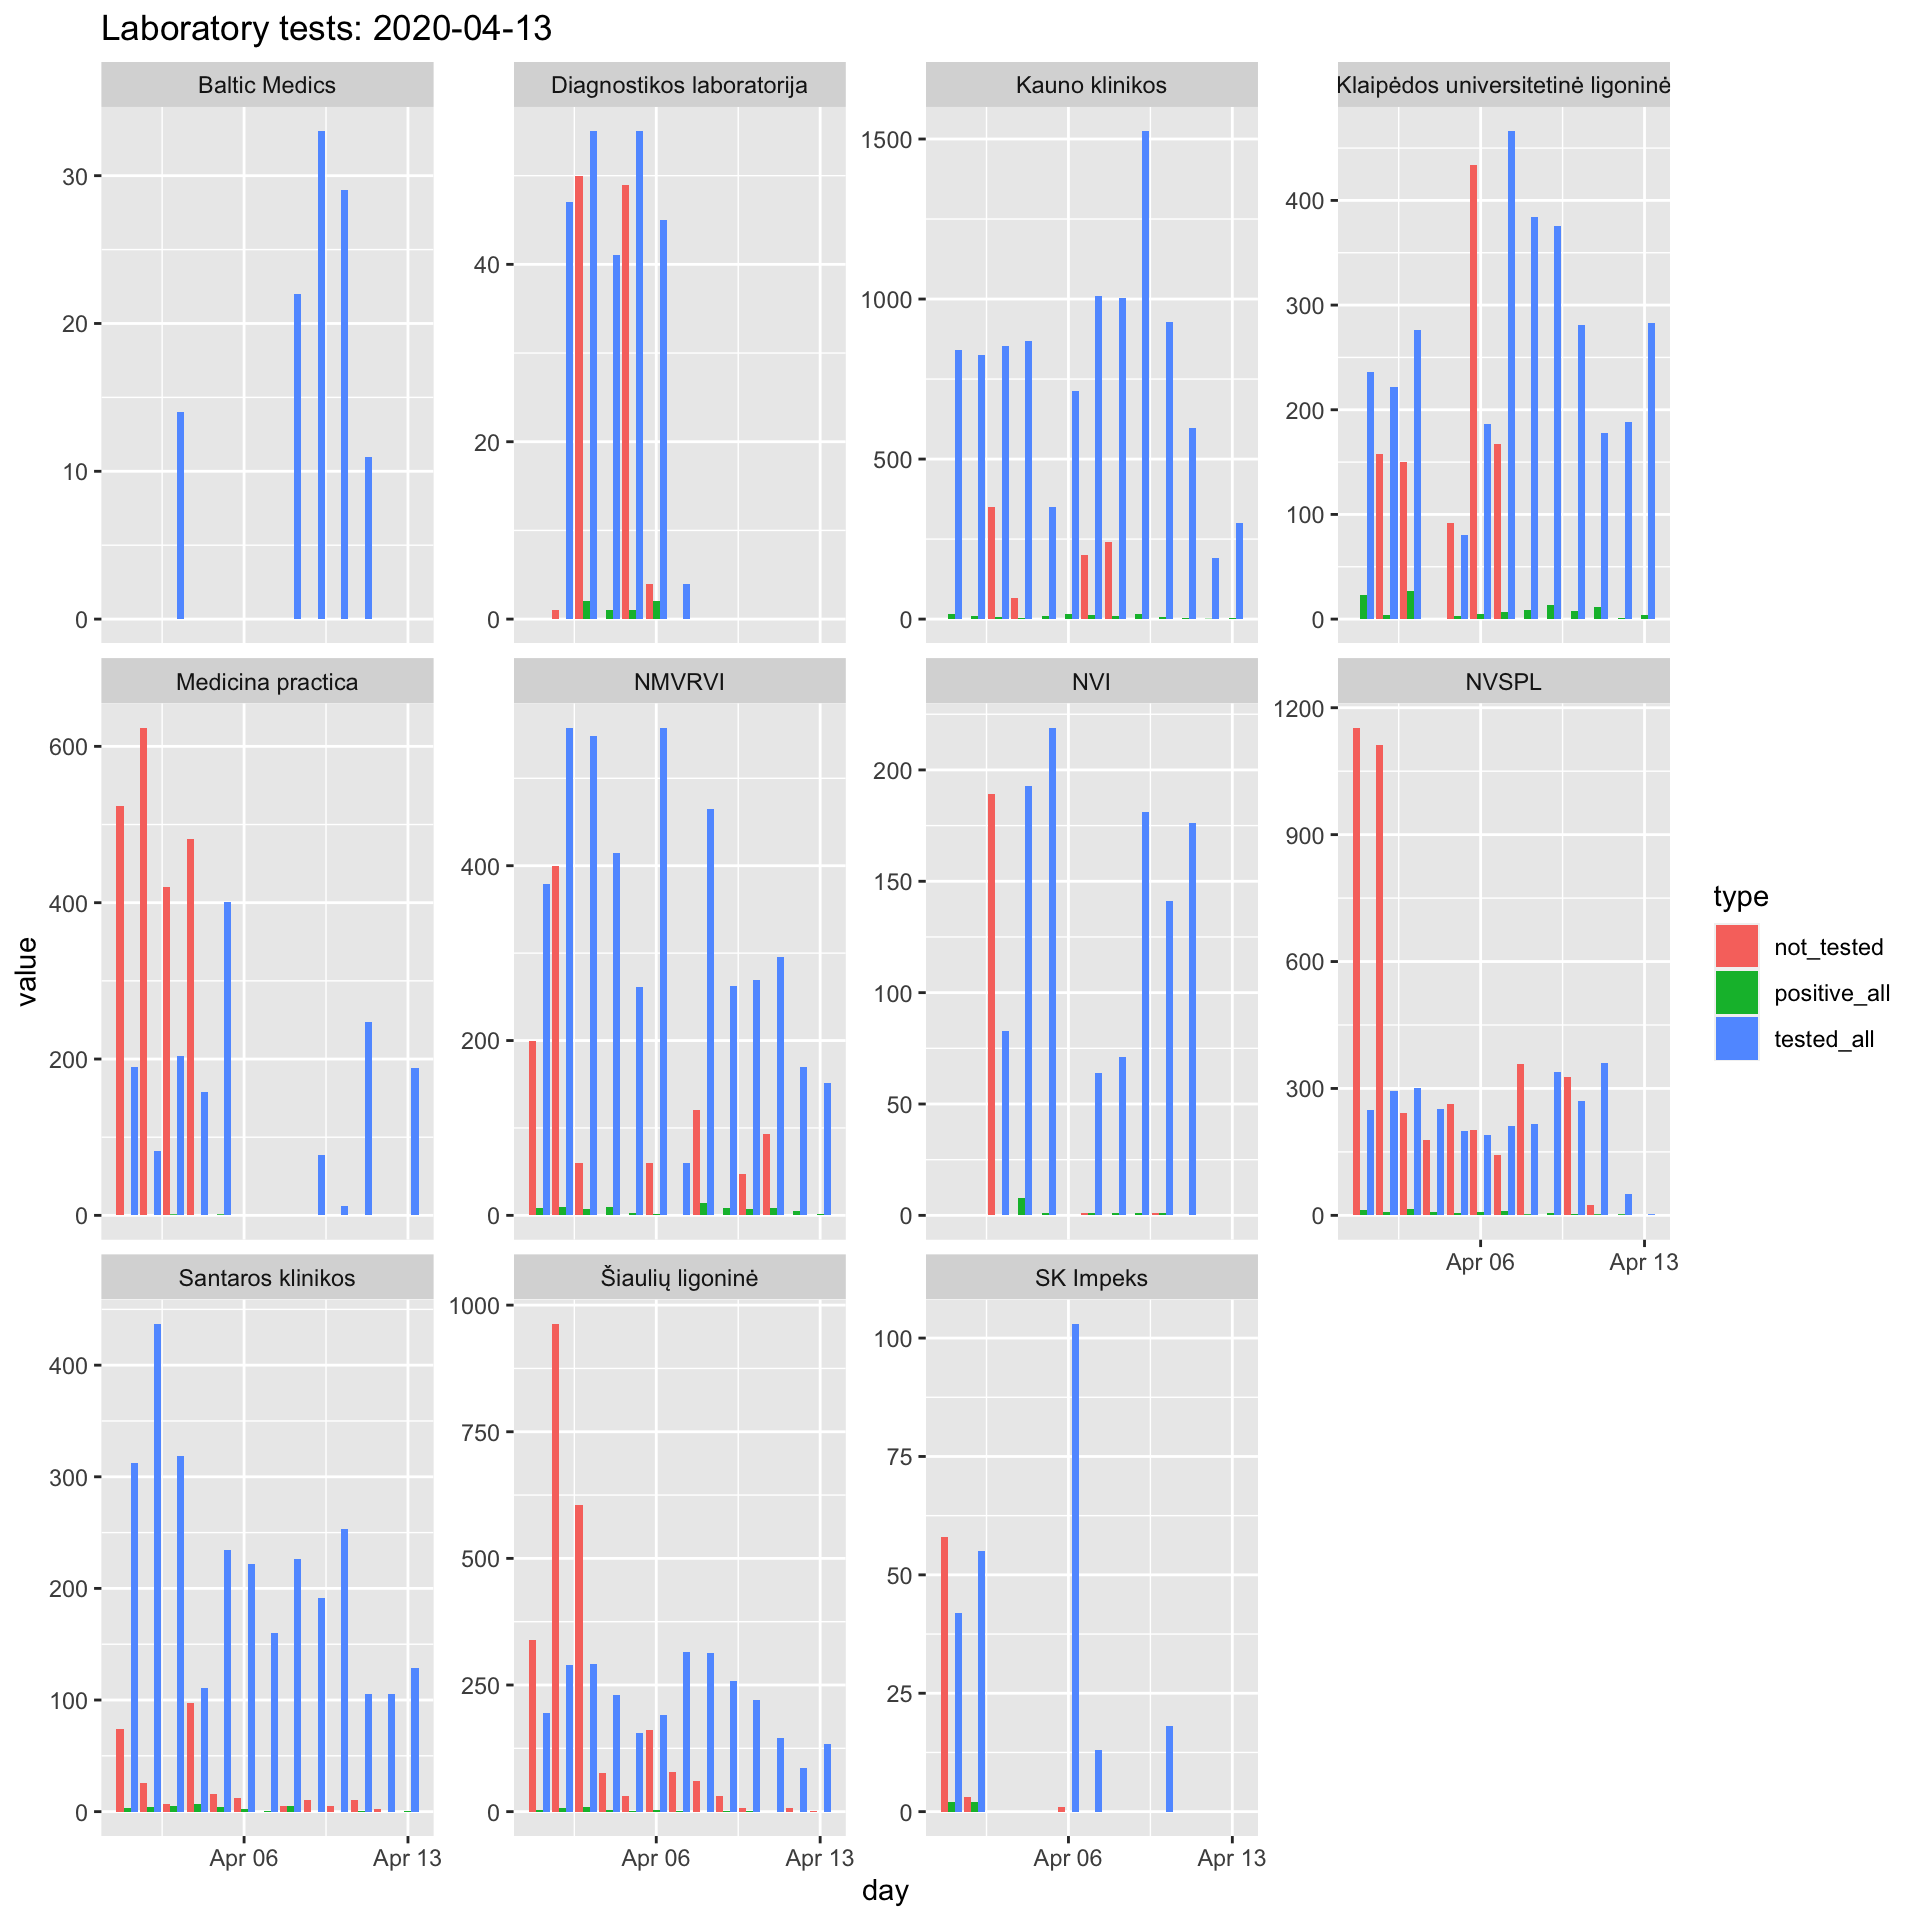 Laboratory tests: 2020-04-13
Baltic Medics
Diagnostikos laboratorija
Kauno klinikos
Klaipėdos universitetinė ligoninė
30
20
10
0
40
20
0
1500
1000
500
0
400
300
200
100
0
Medicina practica
NMVRVI
NVI
NVSPL
600
400
200
0
400
200
0
200
150
100
50
0
1200
900
600
300
0
Apr 06
Apr 13
Santaros klinikos
Šiaulių ligoninė
SK Impeks
400
300
200
100
0
1000
750
500
250
0
100
75
50
25
0
Apr 06
Apr 13
Apr 06
Apr 13
Apr 06
Apr 13
day
value
type
not_tested
positive_all
tested_all